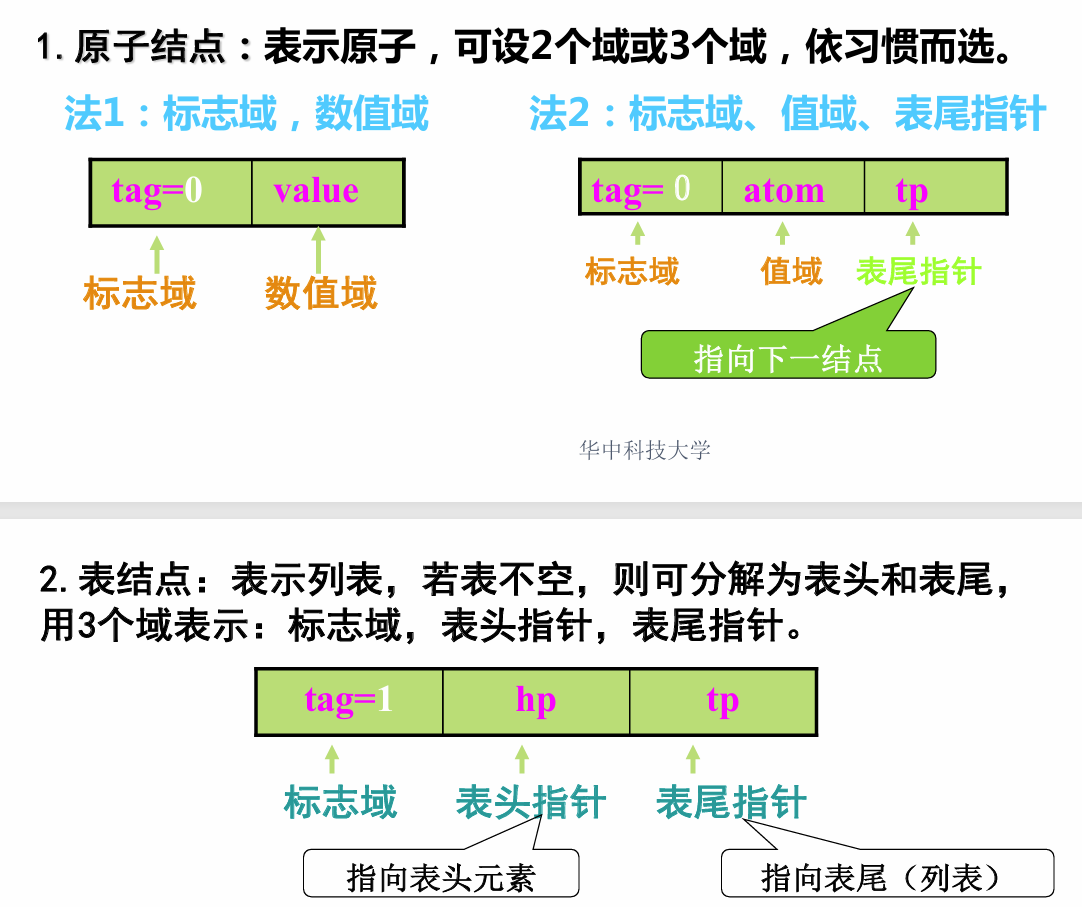 1.原子结点：表示原子，可设2个域或3个域，依习惯而选。
法1：标志域，数值域
法2：标志域、值域、表尾指针
tag=0 value
tag=0 atom tp
标志域 数值域
标志域 值域 表尾指针
指向下一结点
华中科技大学
2.表结点：表示列表，若表不空，则可分解为表头和表尾，
用3个域表示：标志域，表头指针，表尾指针。
tag=1 hp tp
标志域 表头指针 表尾指针
指向表头元素 指向表尾（列表）